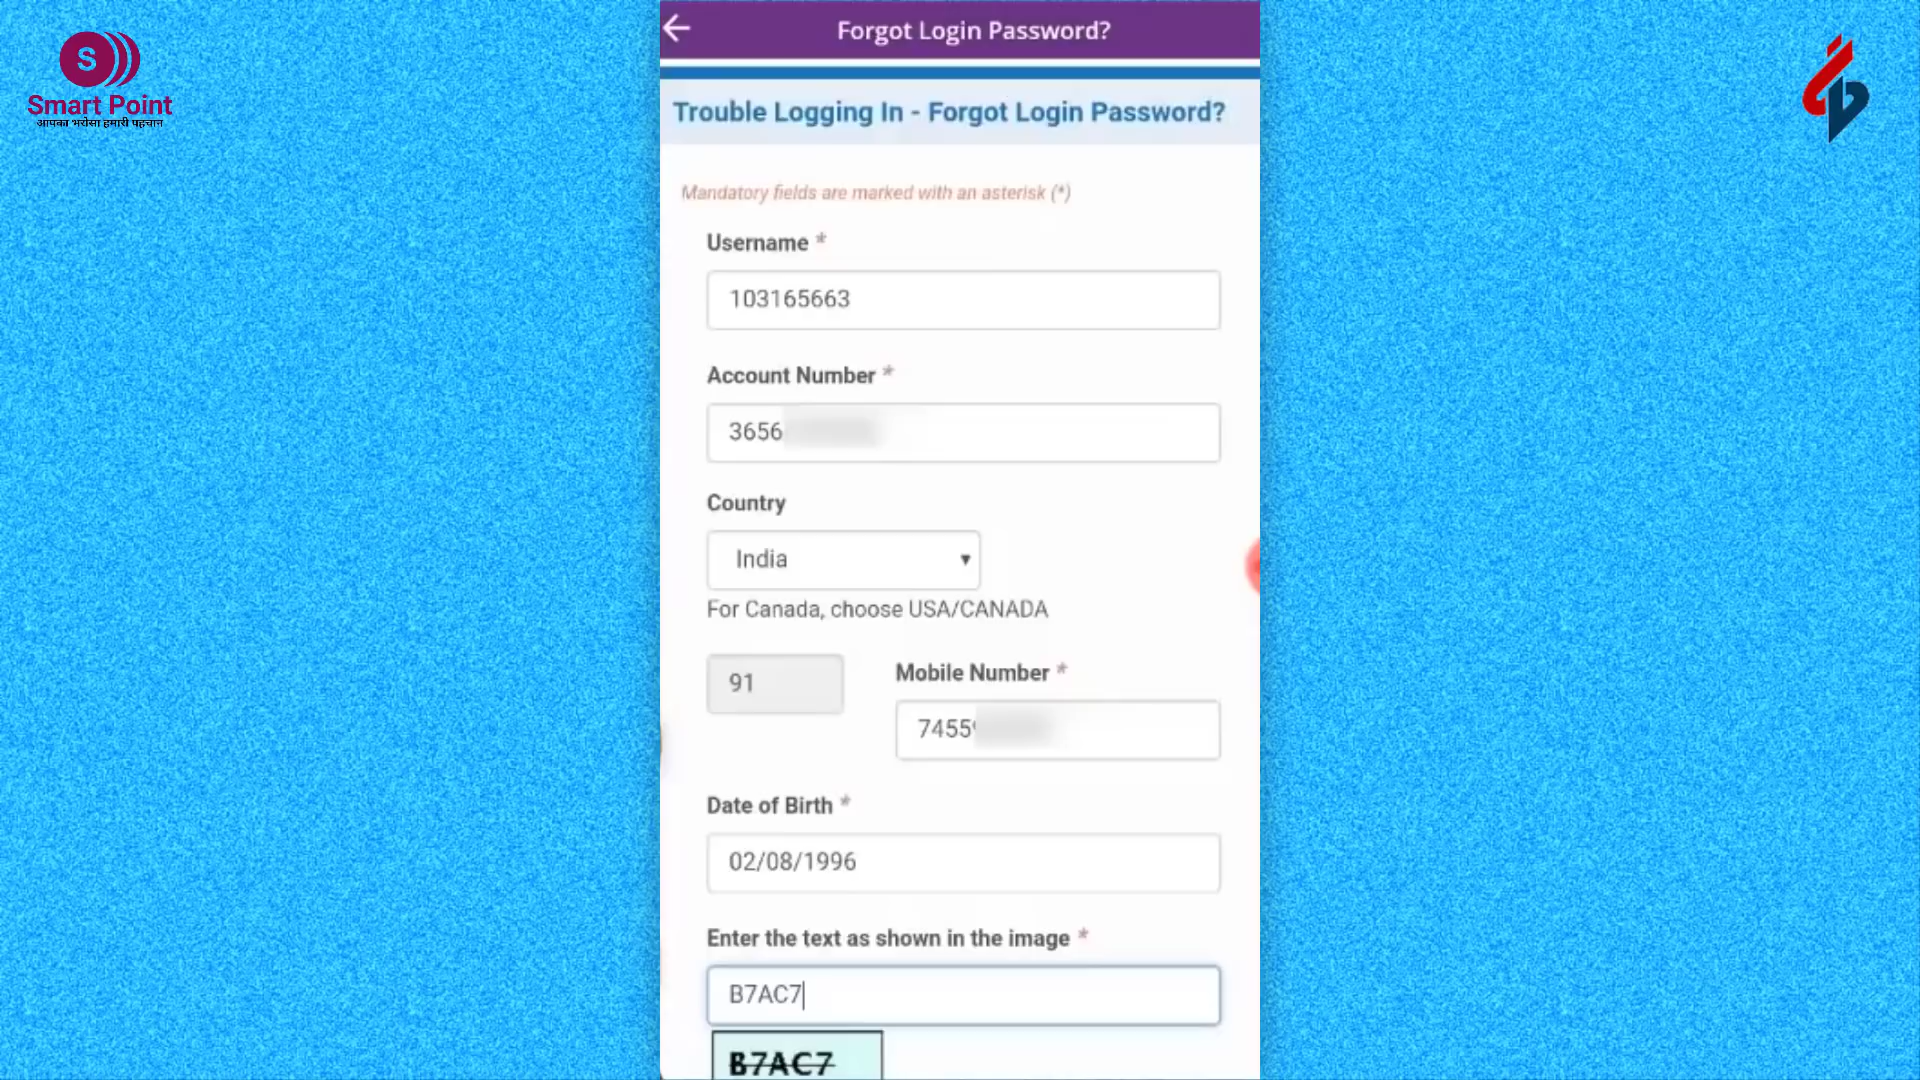 Forgot Login Password?
S
Smart Point
आपका भरोसा हमारी पहचान
Trouble Logging In - Forgot Login Password?
Mandatory fields are marked with an asterisk (*)
Username *
103165663
Account Number *
3656
Country
India
For Canada, choose USA/CANADA
91
Mobile Number *
7455
Date of Birth *
02/08/1996
Enter the text as shown in the image *
B7AC7
B7AC7